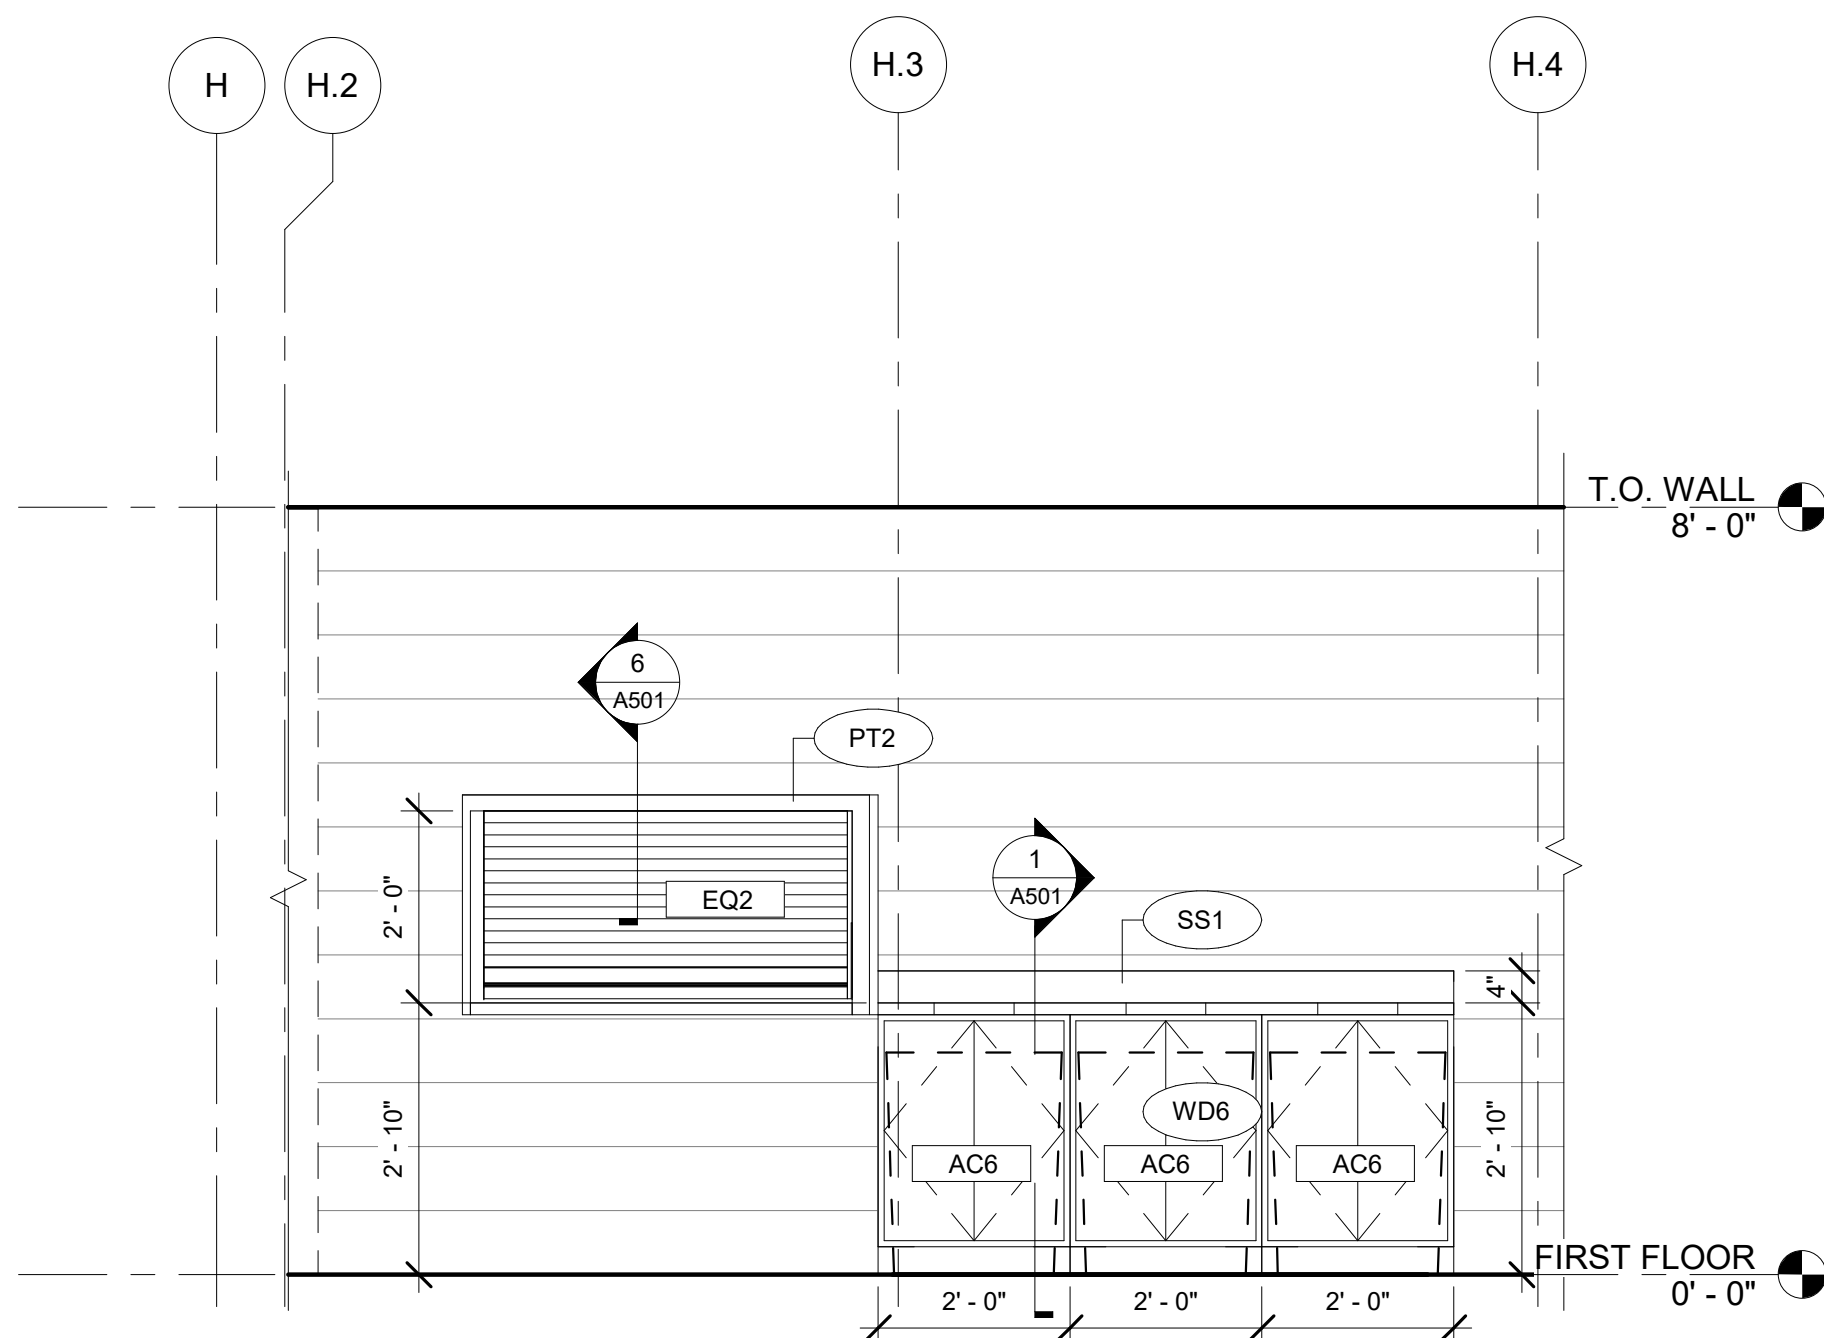 H
H.2
H.3
H.4
T.O. WALL
8' - 0"
6
A501
PT2
2' - 0"
EQ2
1
A501
SS1
4"
2' - 10"
WD6
AC6
AC6
AC6
2' - 10"
FIRST FLOOR
0' - 0"
2' - 0"
2' - 0"
2' - 0"